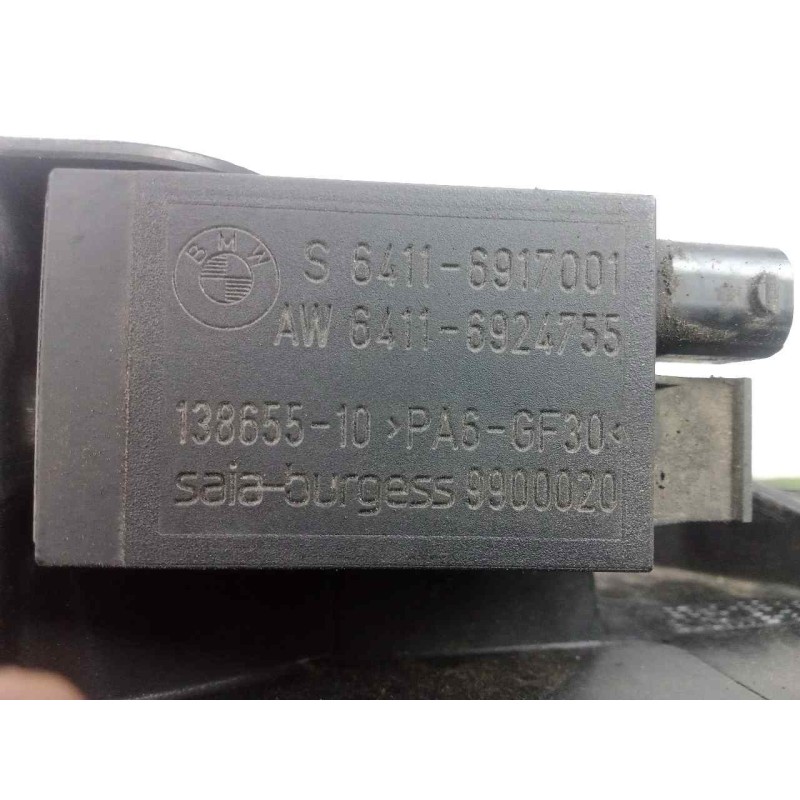 BMW
S 6411-6917001
AW 6411-6924755
138655-10 >PA6-GF30<
saia-burgess 9900020